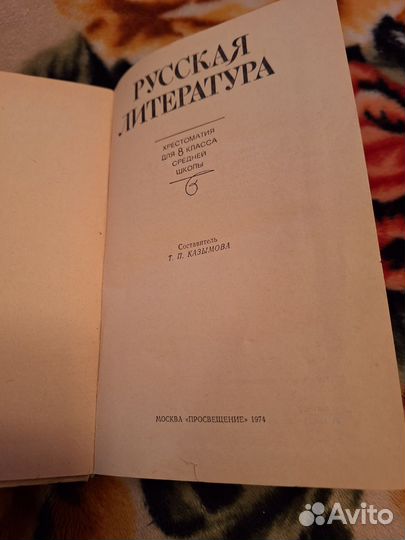 РУССКАЯ
ЛИТЕРАТУРА
ХРЕСТОМАТИЯ
ДЛЯ 8 КЛАССА
СРЕДНЕЙ
ШКОЛЫ
Составитель
Т. П. КАЗЫМОВА
МОСКВА «ПРОСВЕЩЕНИЕ» 1974
Avito